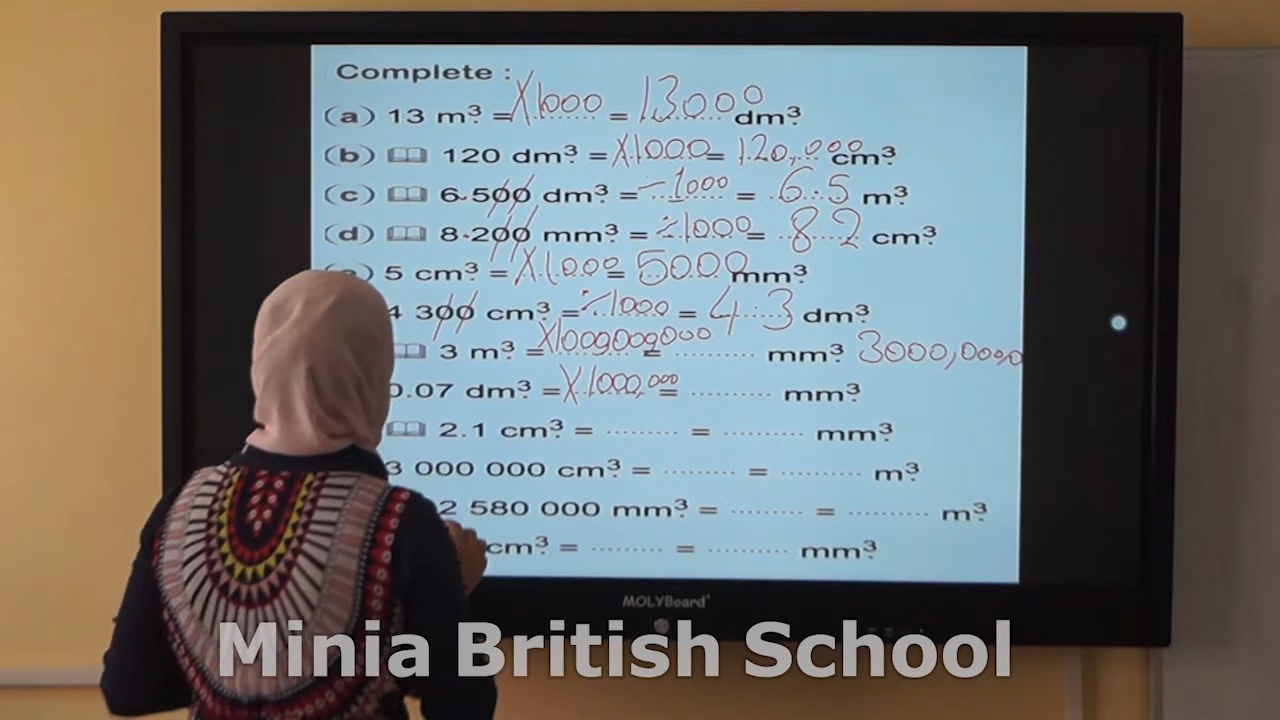 Complete :
(a) 13 m³ = X1000 = 13000 dm³
(b) 120 dm³ = X1000 = 120,000 cm³
(c) 6 500 dm³ = ÷1000 = 6.5 m³
(d) 8 200 mm³ = ÷1000 = 8.2 cm³
) 5 cm³ = X1000 = 5000 mm³
4 300 cm³ = ÷1000 = 4.3 dm³
3 m³ = X1000000000 = ......... mm³ 3000,000,0
0.07 dm³ = X1000,000 = ......... mm³
2.1 cm³ = ........ = ......... mm³
3 000 000 cm³ = ........ = ......... m³
2 580 000 mm³ = ........ = ......... m³
cm³ = ........ = ......... mm³
MOLYBoard
Minia British School